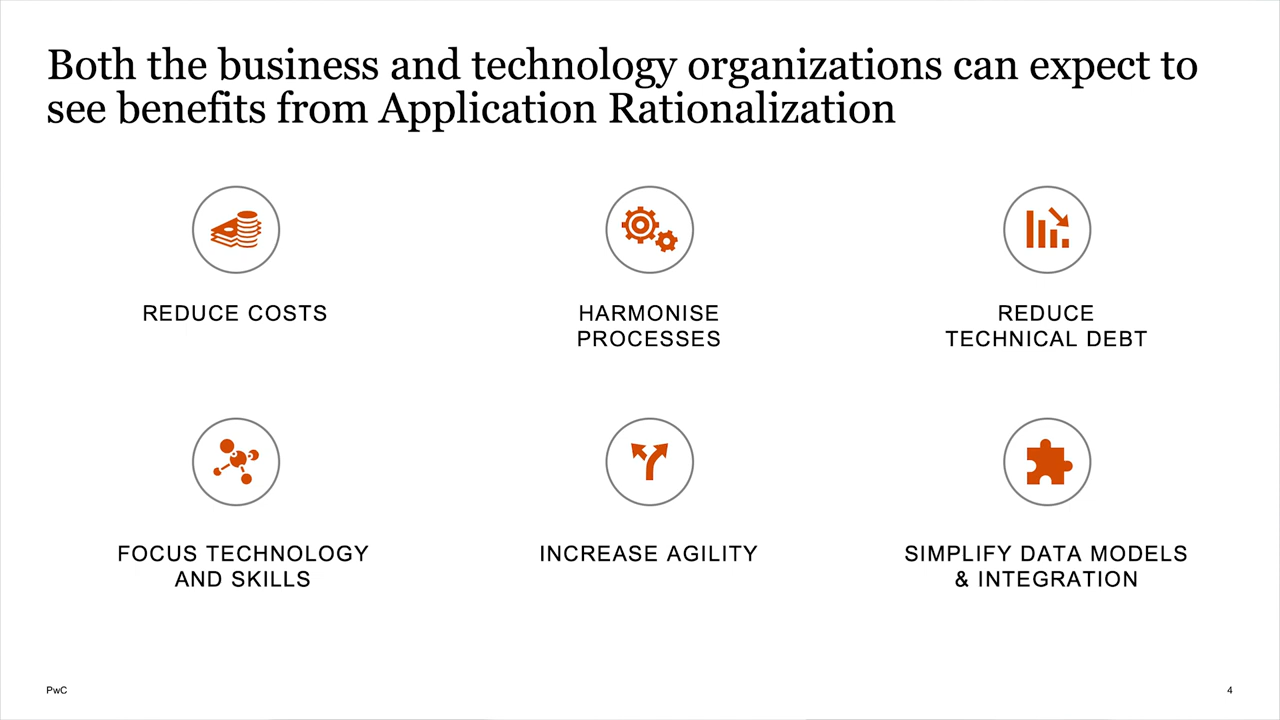 Both the business and technology organizations can expect to
see benefits from Application Rationalization
REDUCE COSTS
HARMONISE
PROCESSES
REDUCE
TECHNICAL DEBT
FOCUS TECHNOLOGY
AND SKILLS
INCREASE AGILITY
SIMPLIFY DATA MODELS
& INTEGRATION
PwC
4